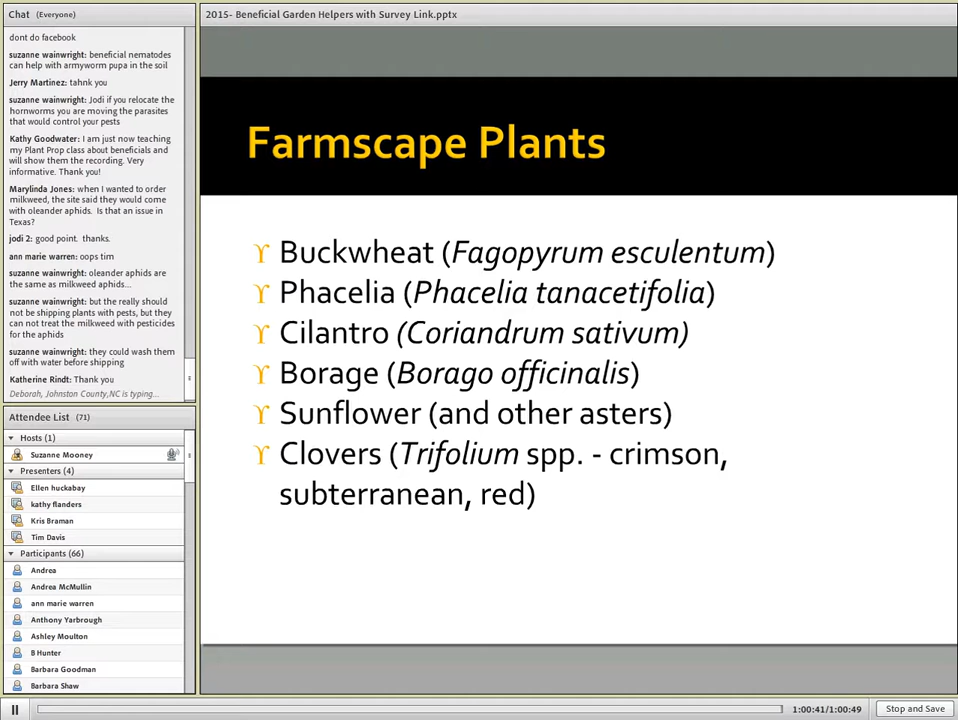 Chat (Everyone)
dont do facebook
suzanne wainwright: beneficial nematodes
can help with armyworm pupa in the soil
Jerry Martinez: tahnk you
suzanne wainwright: Jodi if you relocate the
hornworms you are moving the parasites
that would control your pests
Kathy Goodwater: I am just now teaching
my Plant Prop class about beneficials and
will show them the recording. Very
informative. Thank you!
Marylinda Jones: when I wanted to order
milkweed, the site said they would come
with oleander aphids. Is that an issue in
Texas?
jodi 2: good point. thanks.
ann marie warren: oops tim
suzanne wainwright: oleander aphids are
the same as milkweed aphids...
suzanne wainwright: but the really should
not be shipping plants with pests, but they
can not treat the milkweed with pesticides
for the aphids
suzanne wainwright: they could wash them
off with water before shipping
Katherine Rindt: Thank you
Deborah, Johnston County,NC is typing...
Attendee List (71)
Hosts (1)
Suzanne Mooney
Presenters (4)
Ellen huckabay
kathy flanders
Kris Braman
Tim Davis
Participants (66)
Andrea
Andrea McMullin
ann marie warren
Anthony Yarbrough
Ashley Moulton
B Hunter
Barbara Goodman
Barbara Shaw
2015- Beneficial Garden Helpers with Survey Link.pptx
Farmscape Plants
Buckwheat (Fagopyrum esculentum)
Phacelia (Phacelia tanacetifolia)
Cilantro (Coriandrum sativum)
Borage (Borago officinalis)
Sunflower (and other asters)
Clovers (Trifolium spp. - crimson,
subterranean, red)
1:00:41/1:00:49
Stop and Save